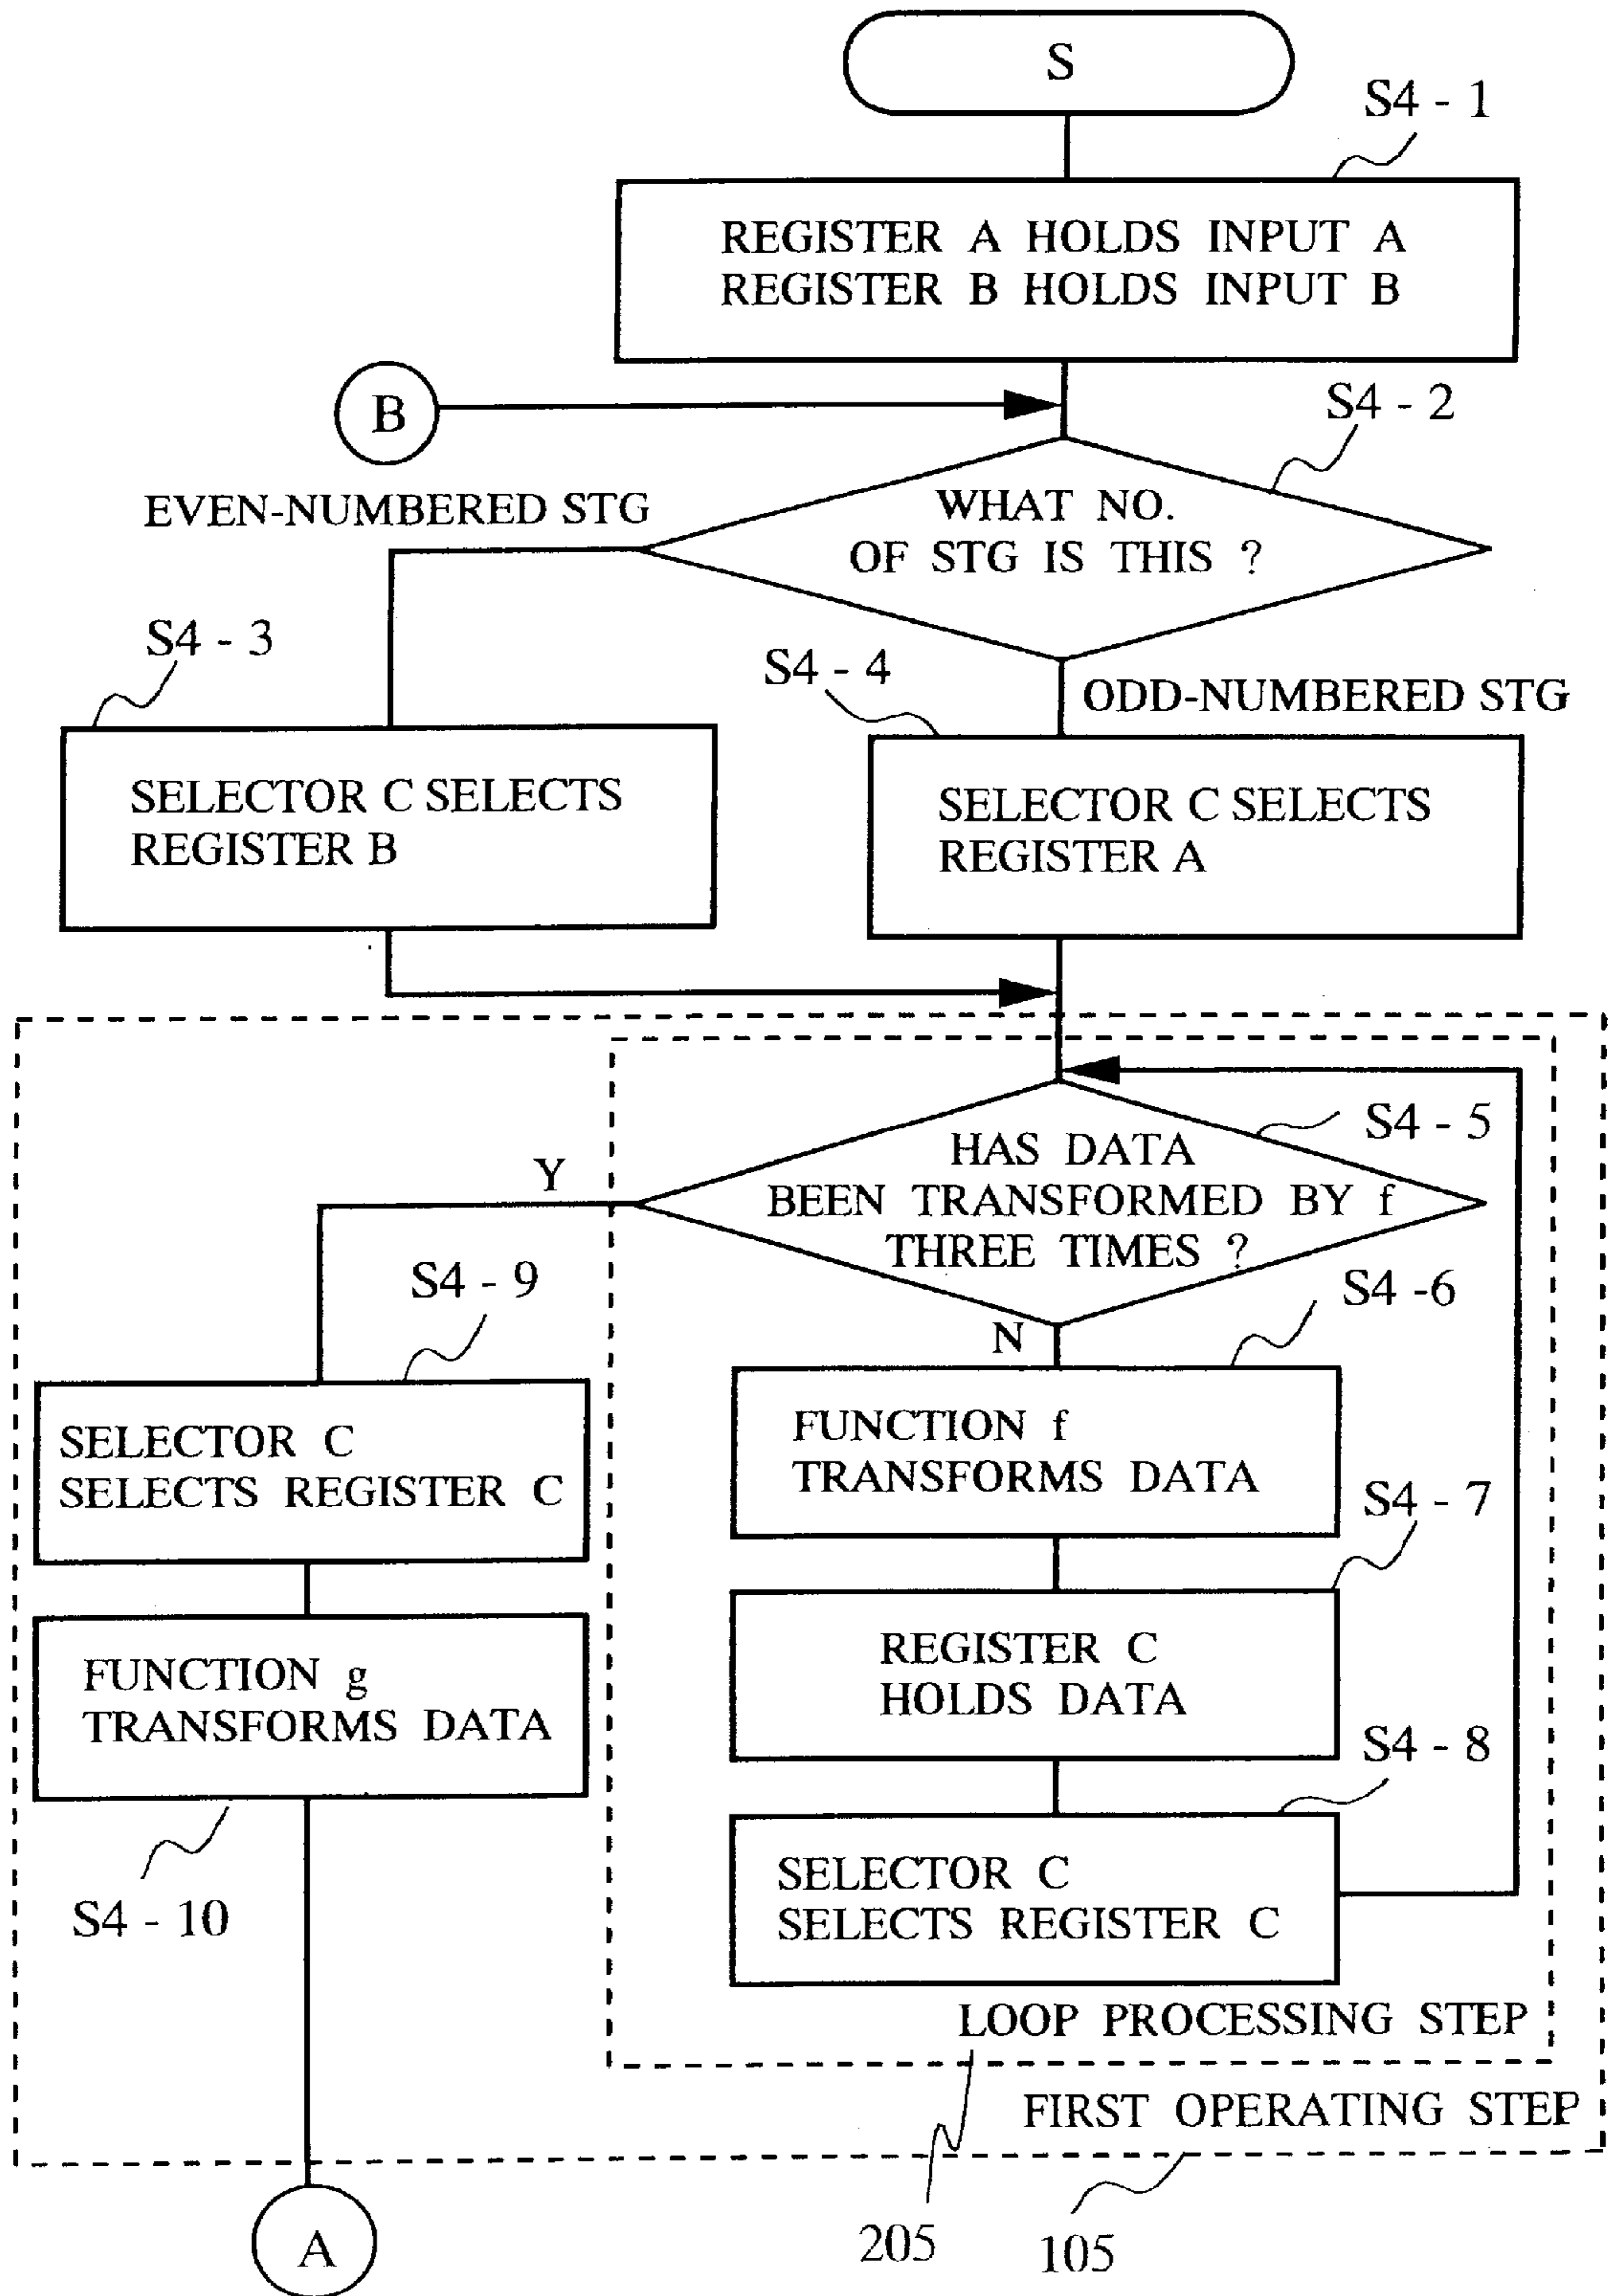 S
S4 - 1
REGISTER A HOLDS INPUT A
REGISTER B HOLDS INPUT B
B
S4 - 2
EVEN-NUMBERED STG
WHAT NO.
OF STG IS THIS ?
S4 - 3
S4 - 4
ODD-NUMBERED STG
SELECTOR C SELECTS
REGISTER B
SELECTOR C SELECTS
REGISTER A
S4 - 5
HAS DATA
BEEN TRANSFORMED BY f
THREE TIMES ?
Y
S4 - 9
S4 -6
N
SELECTOR C
SELECTS REGISTER C
FUNCTION f
TRANSFORMS DATA
S4 - 7
FUNCTION g
TRANSFORMS DATA
REGISTER C
HOLDS DATA
S4 - 8
S4 - 10
SELECTOR C
SELECTS REGISTER C
LOOP PROCESSING STEP
FIRST OPERATING STEP
205
105
A